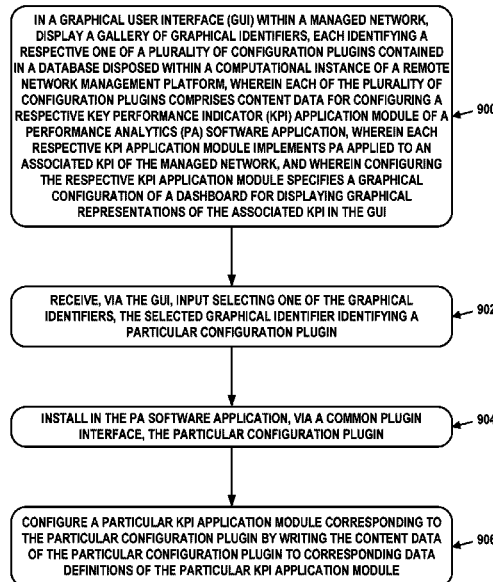 IN A GRAPHICAL USER INTERFACE (GUI) WITHIN A MANAGED NETWORK,
DISPLAY A GALLERY OF GRAPHICAL IDENTIFIERS, EACH IDENTIFYING A
RESPECTIVE ONE OF A PLURALITY OF CONFIGURATION PLUGINS CONTAINED
IN A DATABASE DISPOSED WITHIN A COMPUTATIONAL INSTANCE OF A REMOTE
NETWORK MANAGEMENT PLATFORM, WHEREIN EACH OF THE PLURALITY OF
CONFIGURATION PLUGINS COMPRISES CONTENT DATA FOR CONFIGURING A
RESPECTIVE KEY PERFORMANCE INDICATOR (KPI) APPLICATION MODULE OF A
PERFORMANCE ANALYTICS (PA) SOFTWARE APPLICATION, WHEREIN EACH
RESPECTIVE KPI APPLICATION MODULE IMPLEMENTS PA APPLIED TO AN
ASSOCIATED KPI OF THE MANAGED NETWORK, AND WHEREIN CONFIGURING
THE RESPECTIVE KPI APPLICATION MODULE SPECIFIES A GRAPHICAL
CONFIGURATION OF A DASHBOARD FOR DISPLAYING GRAPHICAL
REPRESENTATIONS OF THE ASSOCIATED KPI IN THE GUI
900
RECEIVE, VIA THE GUI, INPUT SELECTING ONE OF THE GRAPHICAL
IDENTIFIERS, THE SELECTED GRAPHICAL IDENTIFIER IDENTIFYING A
PARTICULAR CONFIGURATION PLUGIN
902
INSTALL IN THE PA SOFTWARE APPLICATION, VIA A COMMON PLUGIN
INTERFACE, THE PARTICULAR CONFIGURATION PLUGIN
904
CONFIGURE A PARTICULAR KPI APPLICATION MODULE CORRESPONDING TO
THE PARTICULAR CONFIGURATION PLUGIN BY WRITING THE CONTENT DATA
OF THE PARTICULAR CONFIGURATION PLUGIN TO CORRESPONDING DATA
DEFINITIONS OF THE PARTICULAR KPI APPLICATION MODULE
906